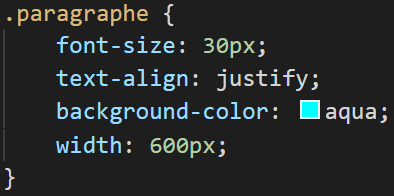 .paragraphe {
    font-size: 30px;
    text-align: justify;
    background-color: aqua;
    width: 600px;
}